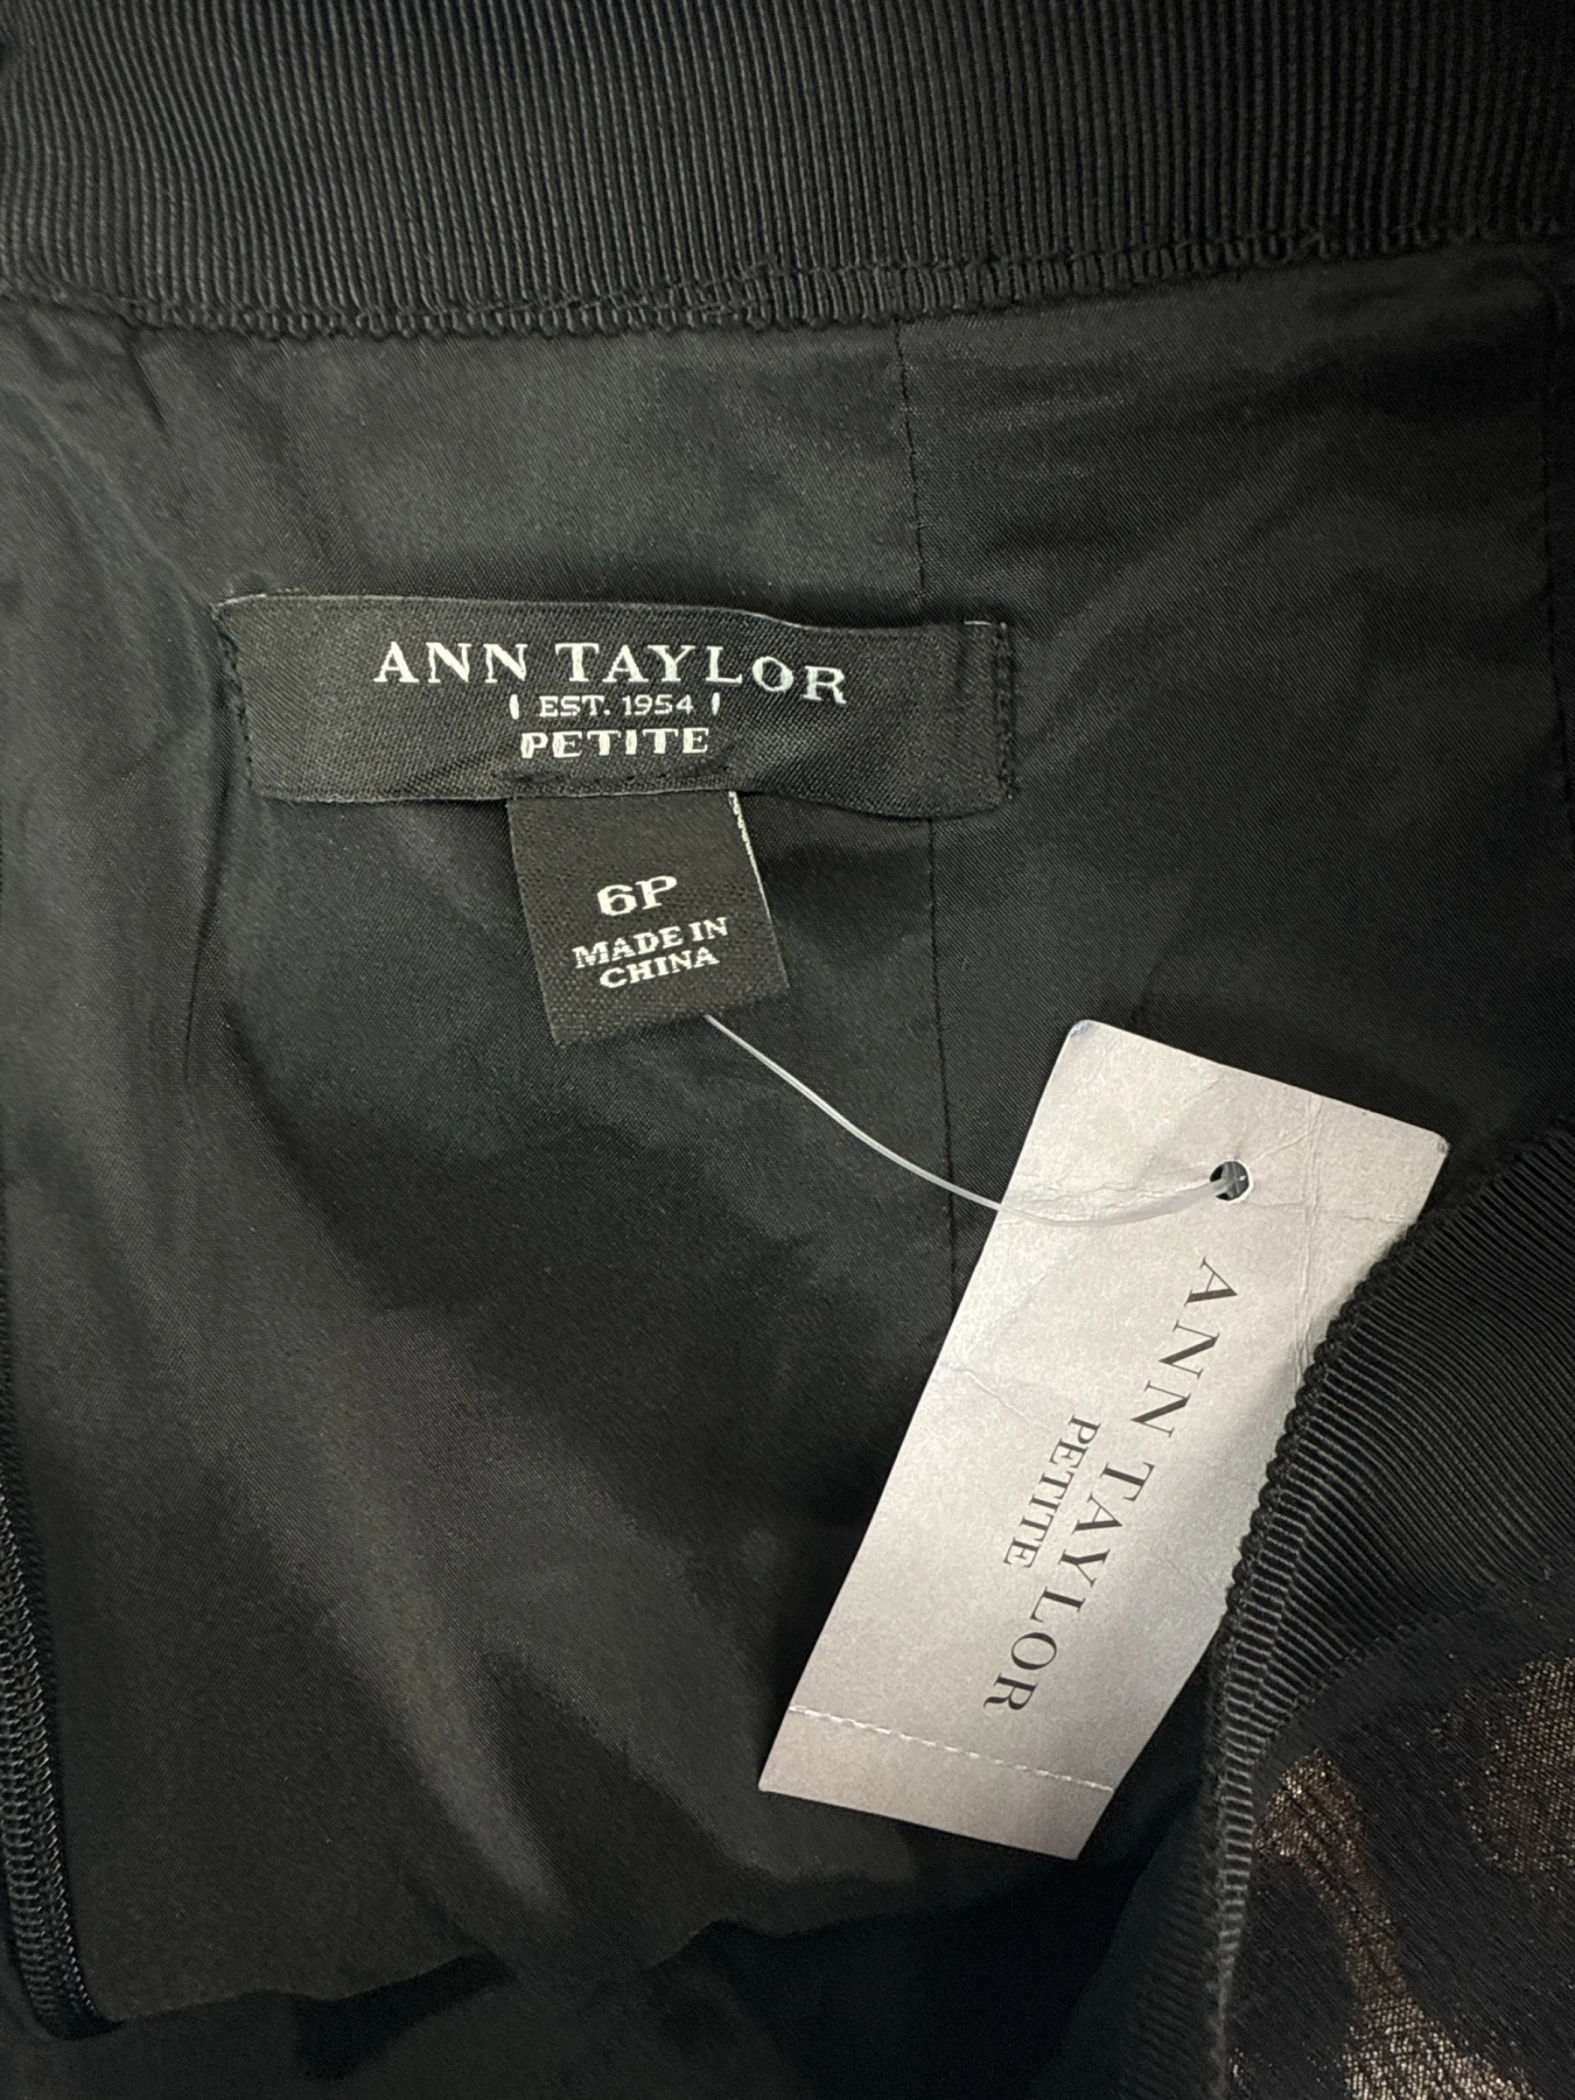 ANN TAYLOR
EST. 1954
PETITE
6P
MADE IN
CHINA
ANN TAYLOR
PETITE